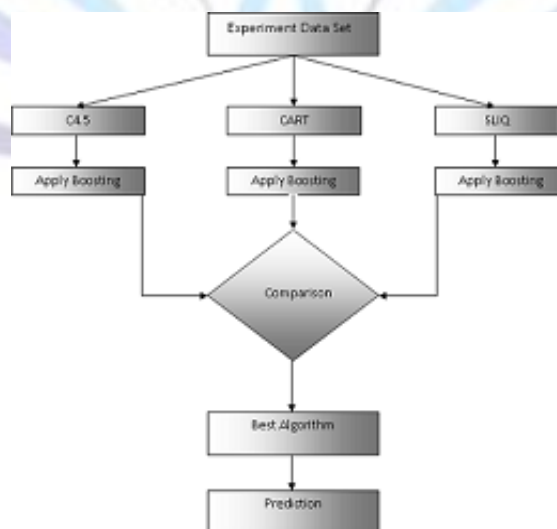 Experiment Data Set
C4.5 CART SLIQ
Apply Boosting Apply Boosting Apply Boosting
Comparison
Best Algorithm
Prediction